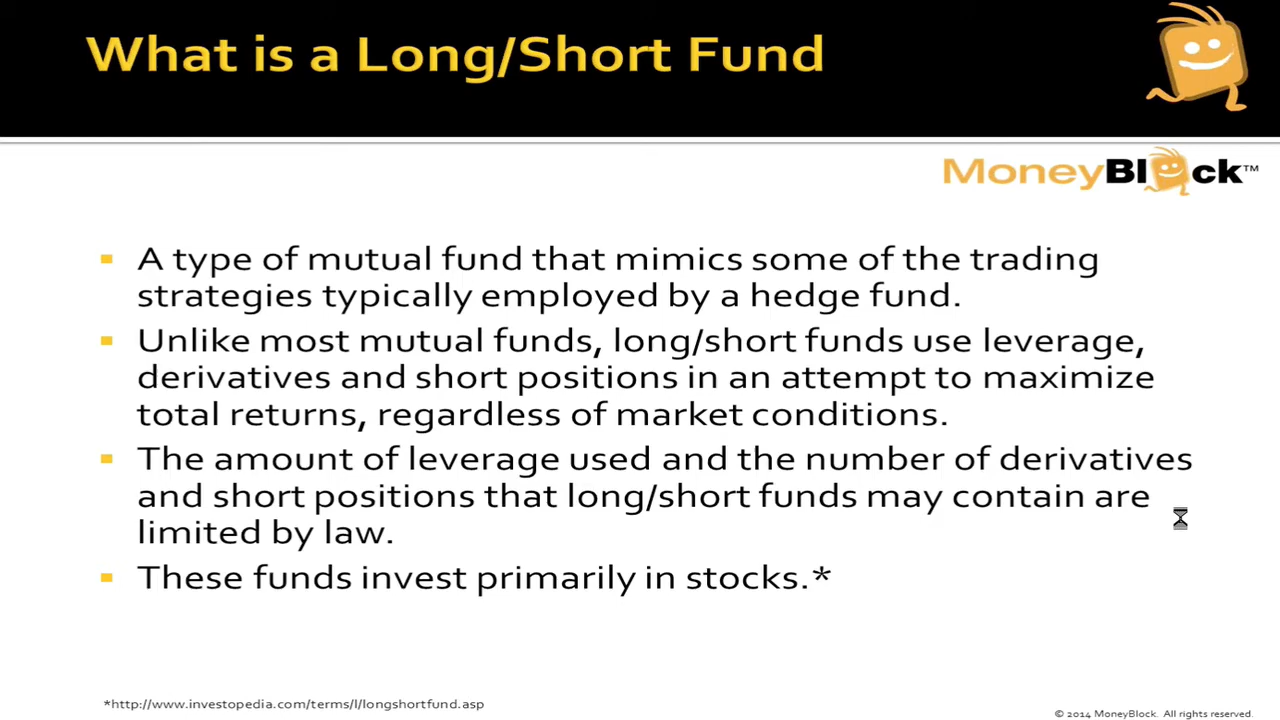 What is a Long/Short Fund
MoneyBlock™
▪ A type of mutual fund that mimics some of the trading
strategies typically employed by a hedge fund.
▪ Unlike most mutual funds, long/short funds use leverage,
derivatives and short positions in an attempt to maximize
total returns, regardless of market conditions.
▪ The amount of leverage used and the number of derivatives
and short positions that long/short funds may contain are
limited by law.
▪ These funds invest primarily in stocks.*
*http://www.investopedia.com/terms/l/longshortfund.asp
© 2014 MoneyBlock. All rights reserved.